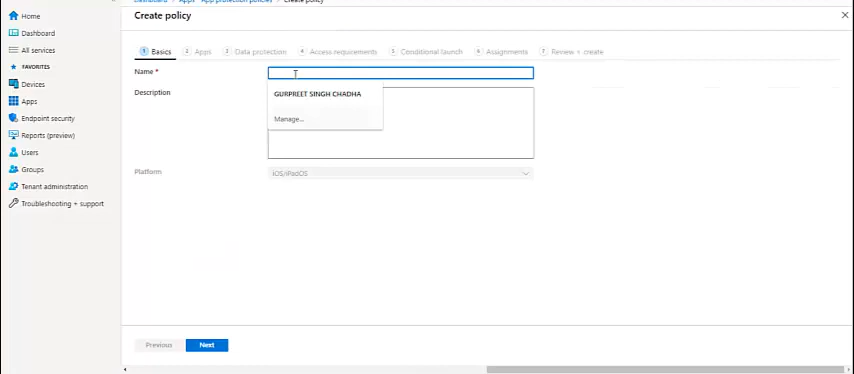 Dashboard > Apps App protection policies > Create policy
Create policy
Home
Dashboard
All services
FAVORITES
Devices
Apps
Endpoint security
Reports (preview)
Users
Groups
Tenant administration
Troubleshooting + support
1 Basics 2 Apps 3 Data protection 4 Access requirements 5 Conditional launch 6 Assignments 7 Review + create
Name *
GURPREET SINGH CHADHA
Manage...
Description
Platform
iOS/iPadOS
Previous
Next